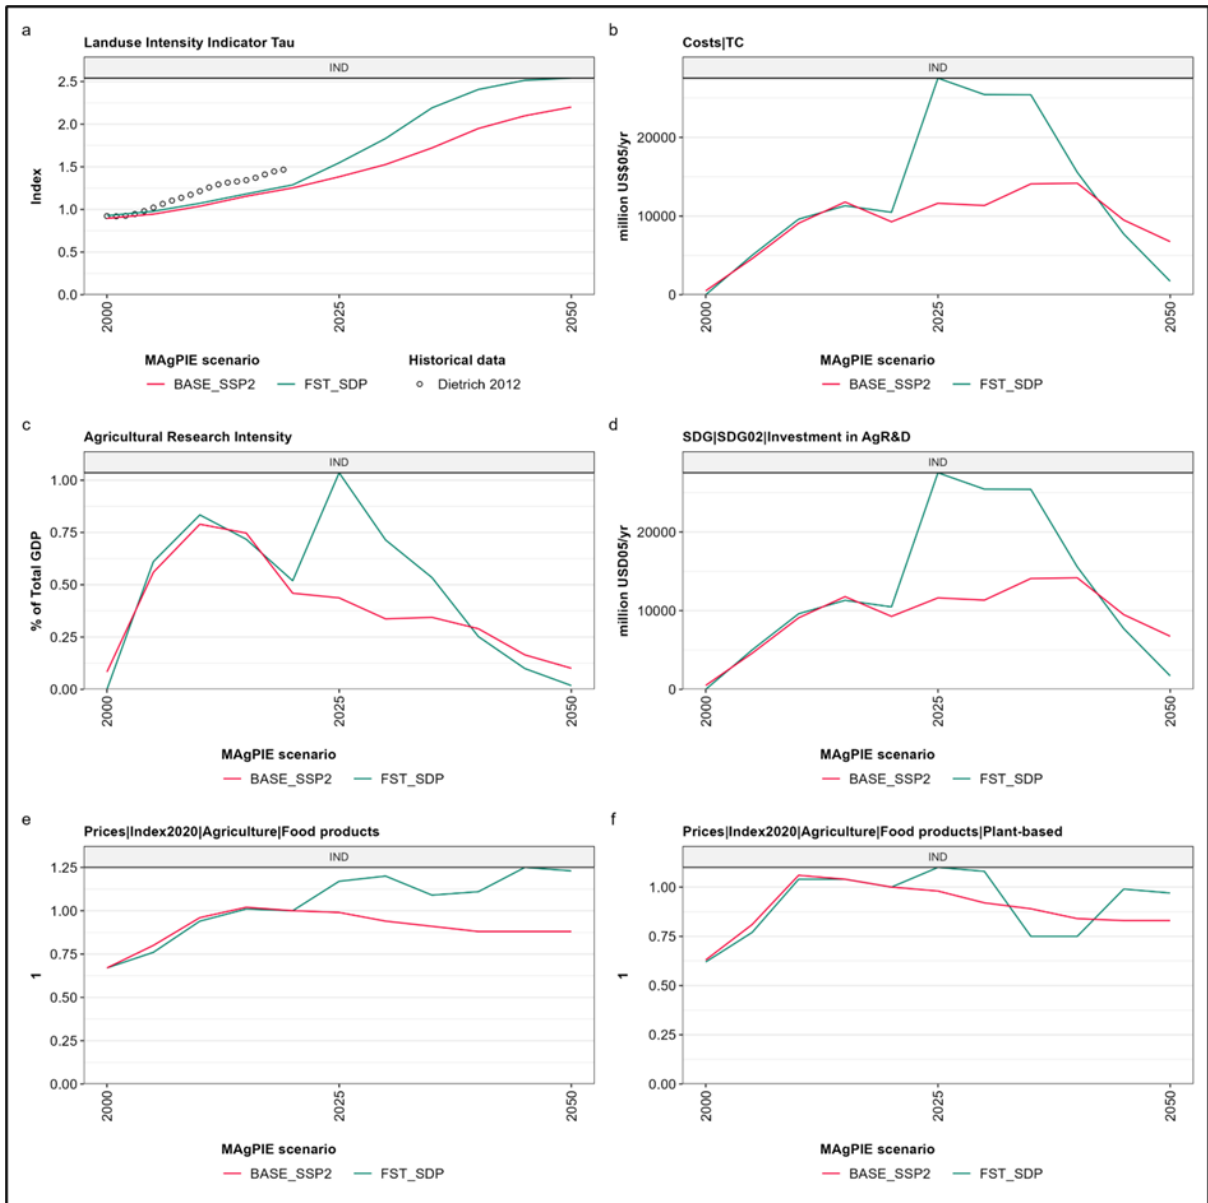 a
Landuse Intensity Indicator Tau
IND
2.5
2.0
1.5
1.0
0.5
0.0
Index
2000
2025
2050
MAgPIE scenario
BASE_SSP2
FST_SDP
Historical data
Dietrich 2012
b
Costs|TC
IND
20000
10000
0
million US$05/yr
2000
2025
2050
MAgPIE scenario
BASE_SSP2
FST_SDP
c
Agricultural Research Intensity
IND
1.00
0.75
0.50
0.25
0.00
% of Total GDP
2000
2025
2050
MAgPIE scenario
BASE_SSP2
FST_SDP
d
SDG|SDG02|Investment in AgR&D
IND
20000
10000
0
million USD05/yr
2000
2025
2050
MAgPIE scenario
BASE_SSP2
FST_SDP
e
Prices|Index2020|Agriculture|Food products
IND
1.25
1.00
0.75
0.50
0.25
0.00
1
2000
2025
2050
MAgPIE scenario
BASE_SSP2
FST_SDP
f
Prices|Index2020|Agriculture|Food products|Plant-based
IND
1.00
0.75
0.50
0.25
0.00
1
2000
2025
2050
MAgPIE scenario
BASE_SSP2
FST_SDP